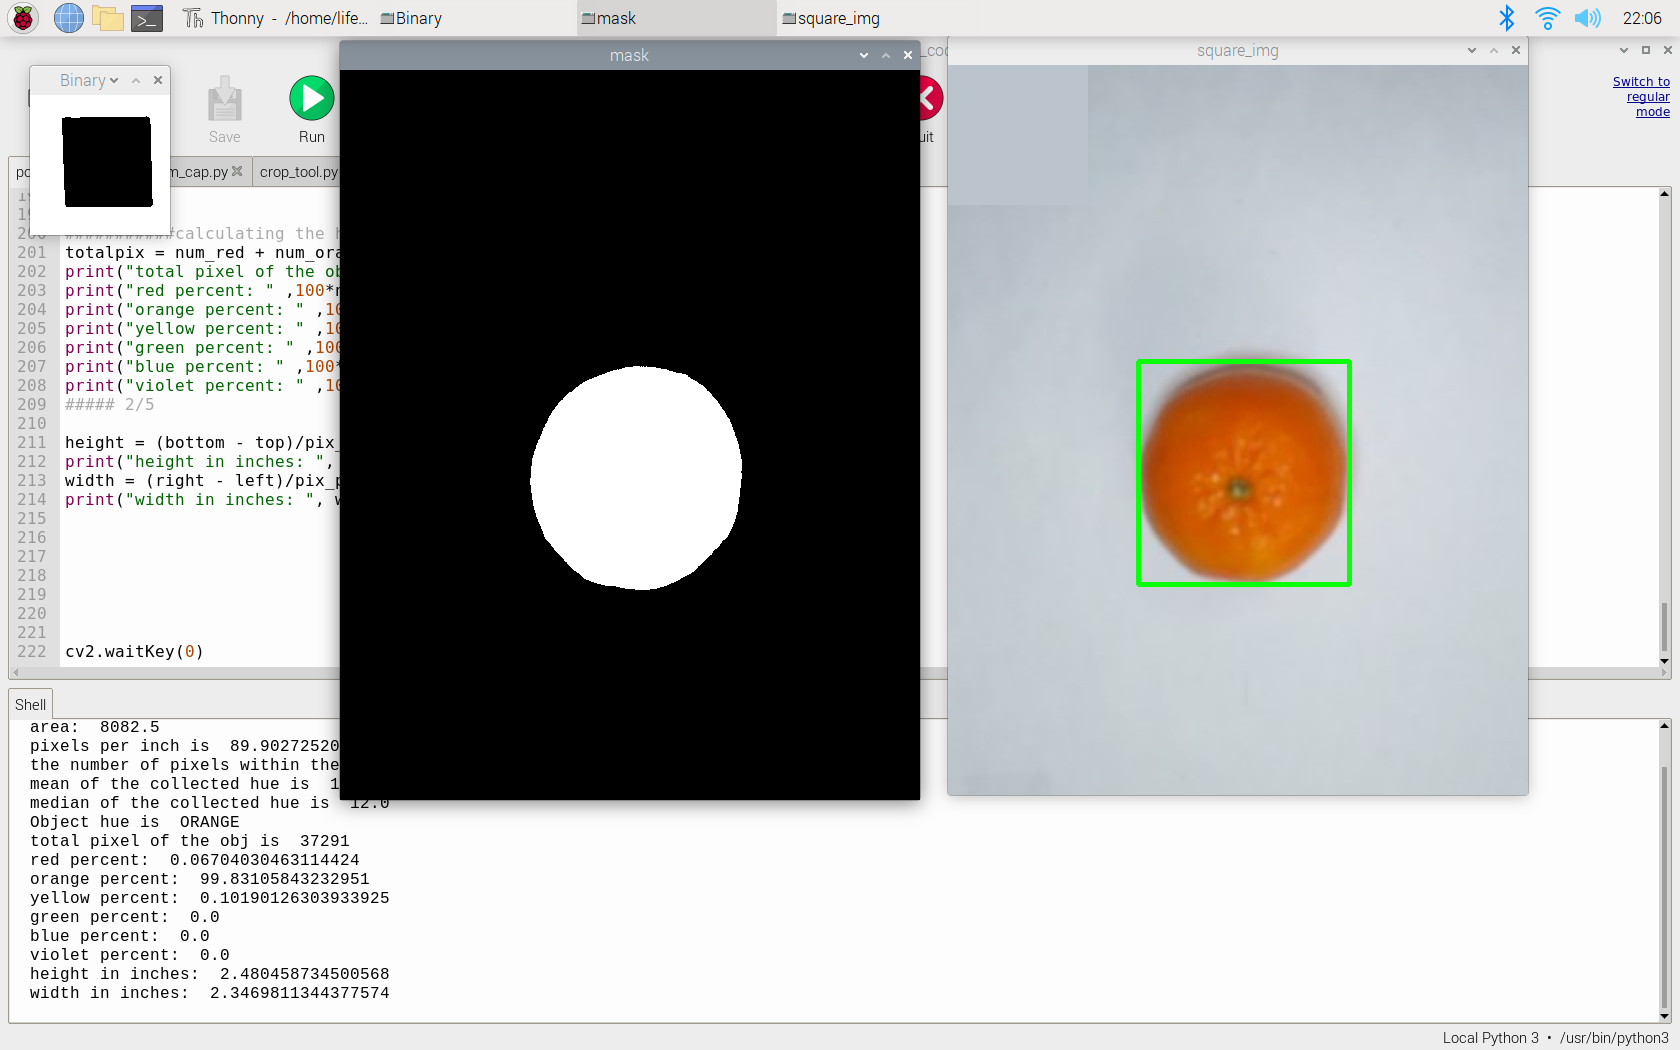 Thonny - /home/life...
Binary
mask
square_img
22:06
Binary
mask
square_img
Switch to
regular
mode
Save
Run
m_cap.py
crop_tool.py
200 ###########calculating the
201 totalpix = num_red + num_ora
202 print("total pixel of the ob
203 print("red percent: " ,100*
204 print("orange percent: " ,10
205 print("yellow percent: " ,10
206 print("green percent: " ,100
207 print("blue percent: " ,100*
208 print("violet percent: " ,10
209 ##### 2/5
210
211 height = (bottom - top)/pix_
212 print("height in inches: ",
213 width = (right - left)/pix_p
214 print("width in inches: ", w
215
216
217
218
219
220
221
222 cv2.waitKey(0)
Shell
area:  8082.5
pixels per inch is  89.90272520
the number of pixels within the
mean of the collected hue is  1
median of the collected hue is  12.0
Object hue is  ORANGE
total pixel of the obj is  37291
red percent:  0.06704030463114424
orange percent:  99.83105843232951
yellow percent:  0.10190126303933925
green percent:  0.0
blue percent:  0.0
violet percent:  0.0
height in inches:  2.480458734500568
width in inches:  2.3469811344377574
Local Python 3 • /usr/bin/python3